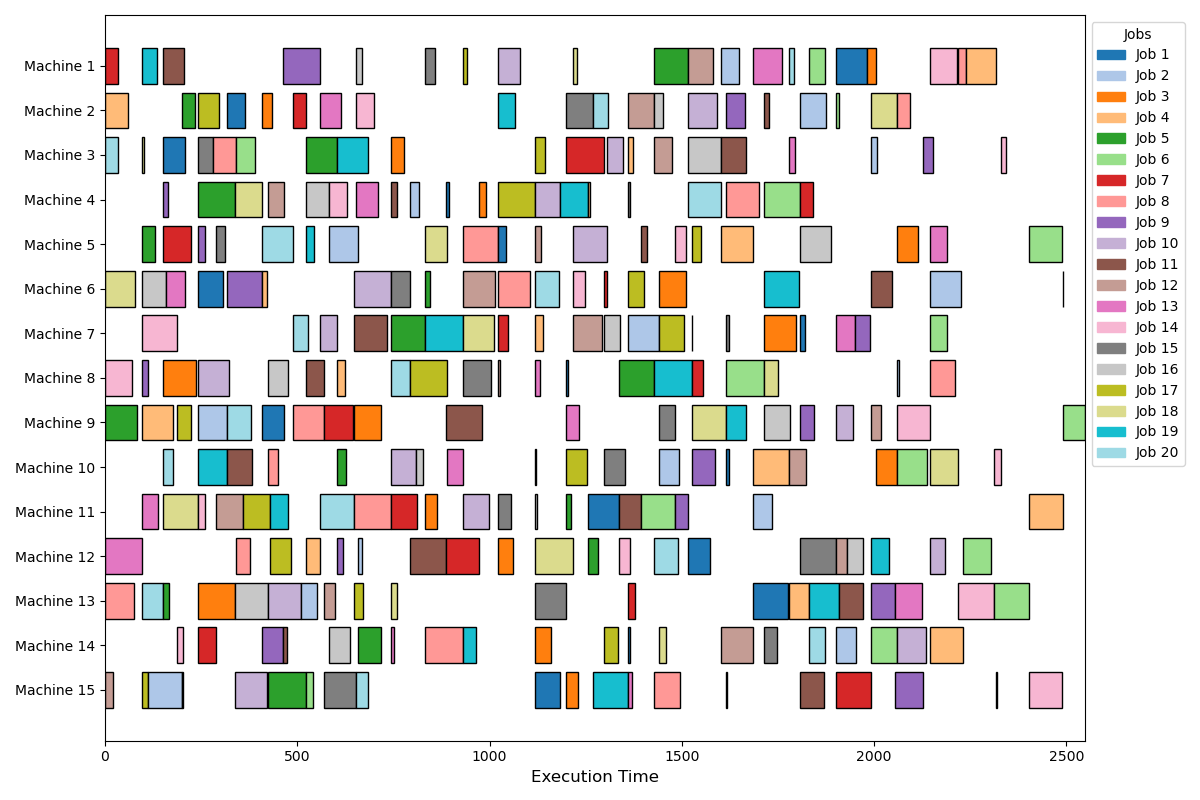 Machine 1
Machine 2
Machine 3
Machine 4
Machine 5
Machine 6
Machine 7
Machine 8
Machine 9
Machine 10
Machine 11
Machine 12
Machine 13
Machine 14
Machine 15
0
500
1000
1500
2000
2500
Execution Time
Jobs
Job 1
Job 2
Job 3
Job 4
Job 5
Job 6
Job 7
Job 8
Job 9
Job 10
Job 11
Job 12
Job 13
Job 14
Job 15
Job 16
Job 17
Job 18
Job 19
Job 20